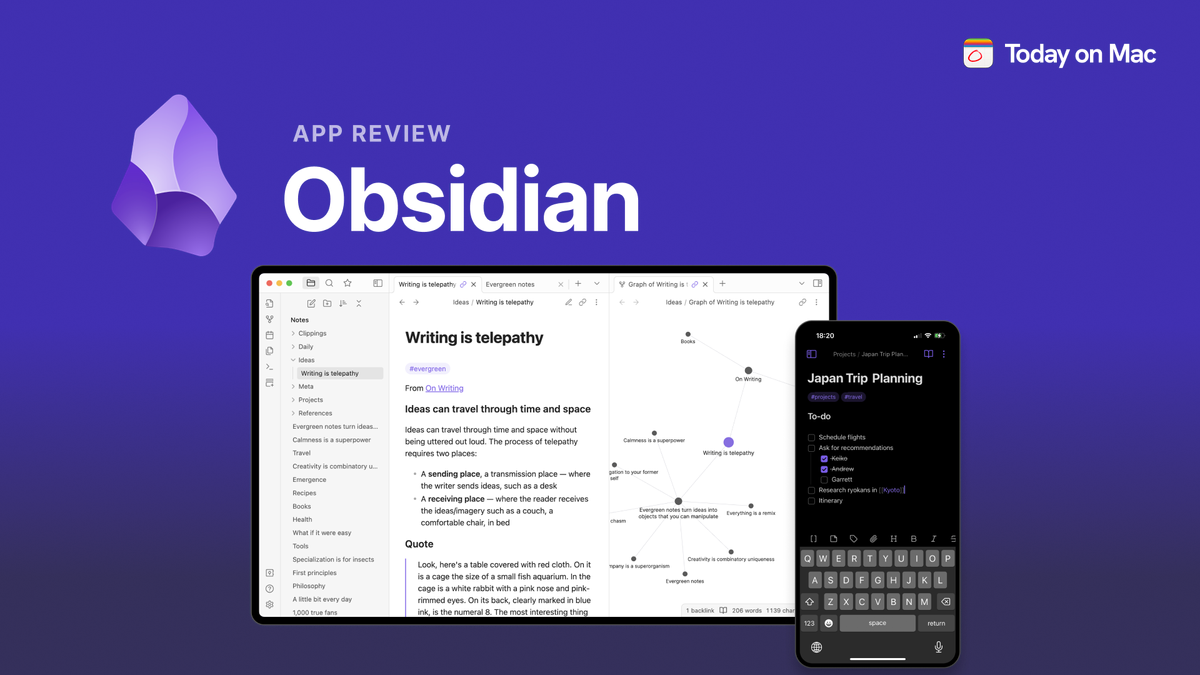 Today on Mac
APP REVIEW
Obsidian
Writing is telepathy
Evergreen notes
Graph of Writing is t
Ideas / Writing is telepathy
Ideas / Graph of Writing is telepathy
Notes
Clippings
Daily
Ideas
Writing is telepathy
Meta
Projects
References
Evergreen notes turn ideas...
Calmness is a superpower
Travel
Creativity is combinatory u...
Emergence
Recipes
Books
Health
What if it were easy
Tools
Specialization is for insects
First principles
Philosophy
A little bit every day
1,000 true fans
Writing is telepathy
#evergreen
From On Writing
Ideas can travel through time and space
Ideas can travel through time and space without
being uttered out loud. The process of telepathy
requires two places:
• A sending place, a transmission place — where
the writer sends ideas, such as a desk
• A receiving place — where the reader receives
the ideas/imagery such as a couch, a
comfortable chair, in bed
Quote
Look, here's a table covered with red cloth. On it
is a cage the size of a small fish aquarium. In the
cage is a white rabbit with a pink nose and pink-
rimmed eyes. On its back, clearly marked in blue
ink, is the numeral 8. The most interesting thing
Books
On Writing
Calmness is a superpower
Writing is telepathy
gation to your former
self
Evergreen notes turn ideas into
objects that you can manipulate
Everything is a remix
chasm
Creativity is combinatory uniqueness
mpany is a superorganism
Evergreen notes
1 backlink 206 words 1139 char
18:20
Projects / Japan Trip Plan...
Japan Trip Planning
#projects #travel
To-do
Schedule flights
Ask for recommendations
Keiko
Andrew
Garrett
Research ryokans in [[Kyoto]]
Itinerary
Q W E R T Y U I O P
A S D F G H J K L
Z X C V B N M
123 space return